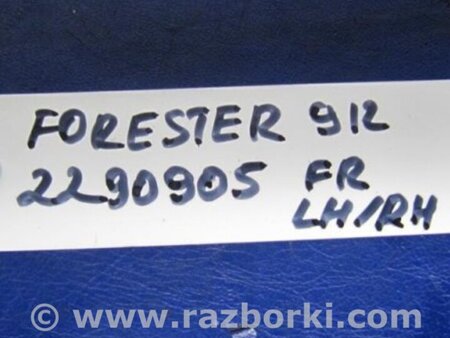 FORESTER 912
2290905 FR
LH/RH
© www.razborki.com